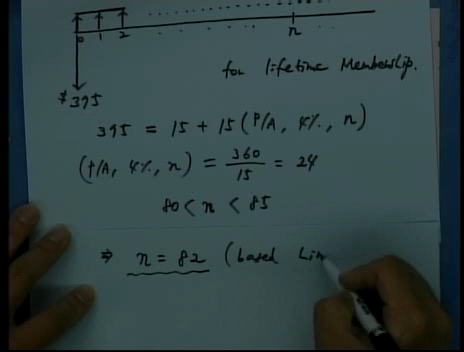 0 1 2 n
for lifetime Membership.
$395
395 = 15 + 15 (P/A, 4%, n)
(P/A, 4%, n) = 360/15 = 24
80 < n < 85
⇒ n = 82 (based Lin